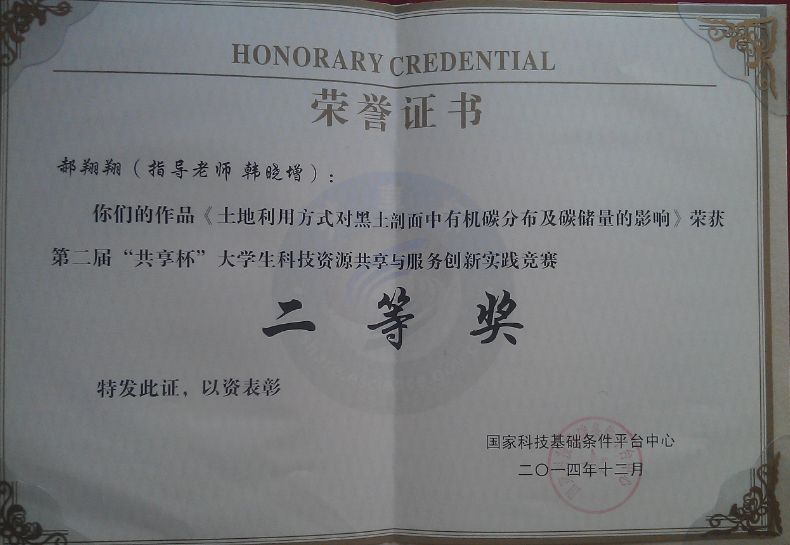 HONORARY CREDENTIAL
荣誉证书
郝翔翔（指导老师 韩晓增）：
你们的作品《土地利用方式对黑土剖面中有机碳分布及碳储量的影响》荣获
第二届“共享杯”大学生科技资源共享与服务创新实践竞赛
二等奖
特发此证，以资表彰
国家科技基础条件平台中心
二〇一四年十二月